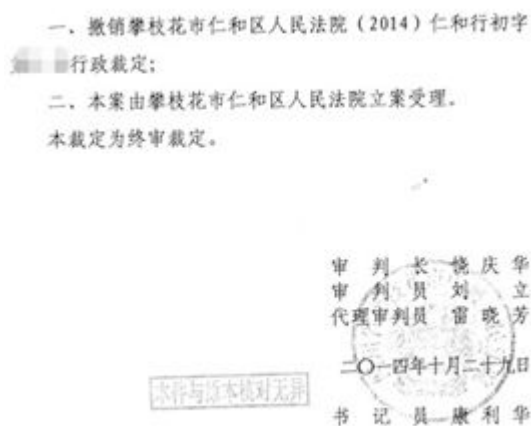 一、撤销攀枝花市仁和区人民法院（2014）仁和行初字
行政裁定；
二、本案由攀枝花市仁和区人民法院立案受理。
本裁定为终审裁定。
审 判 长 饶 庆 华
审 判 员 刘 立
代理审判员 雷 晓 芳
二〇一四年十月二十九日
本件与原本核对无异
书 记 员 康 利 华